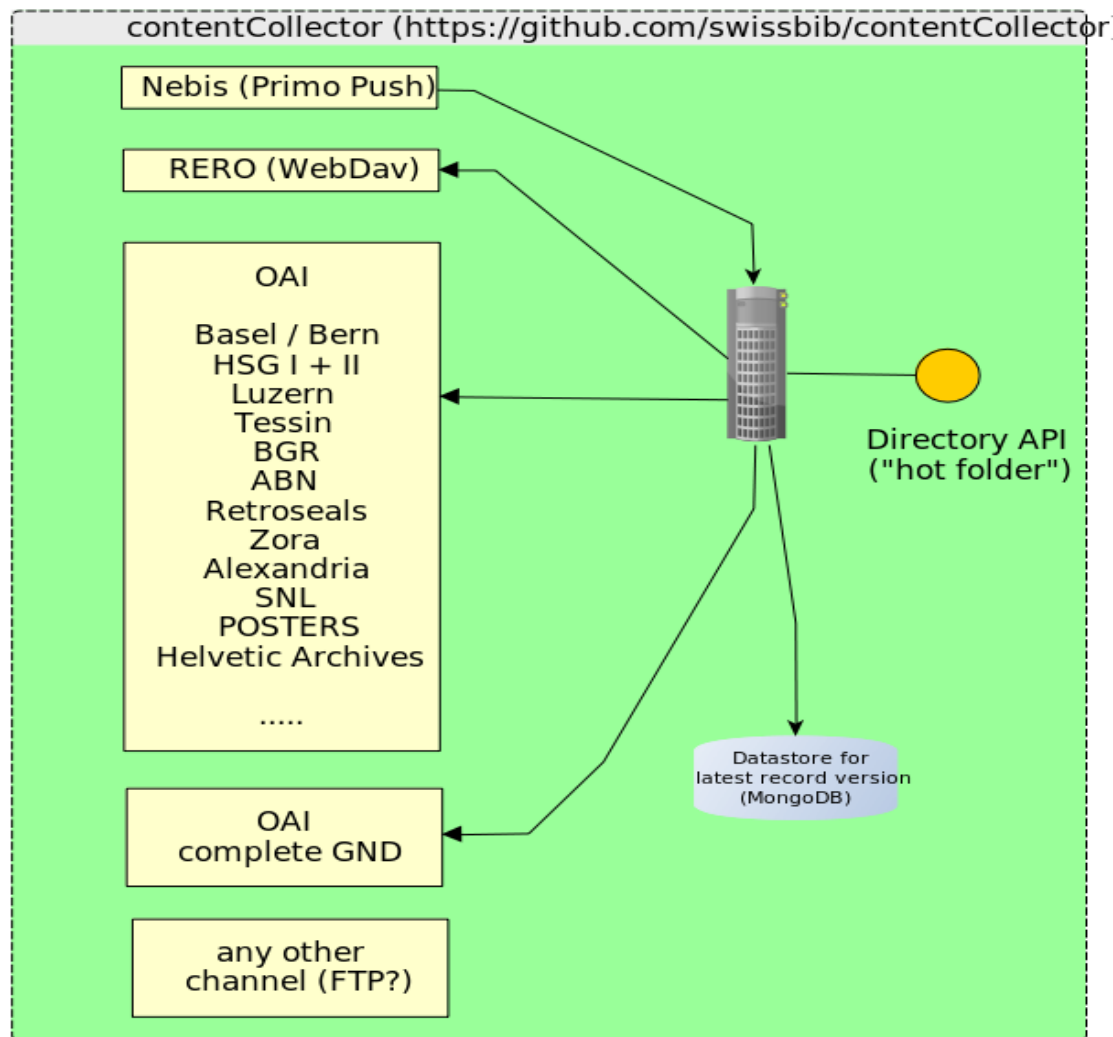 contentCollector (https://github.com/swissbib/contentCollector)
Nebis (Primo Push)
RERO (WebDav)
OAI
Basel / Bern
HSG I + II
Luzern
Tessin
BGR
ABN
Retroseals
Zora
Alexandria
SNL
POSTERS
Helvetic Archives
.....
Directory API
("hot folder")
Datastore for
latest record version
(MongoDB)
OAI
complete GND
any other
channel (FTP?)